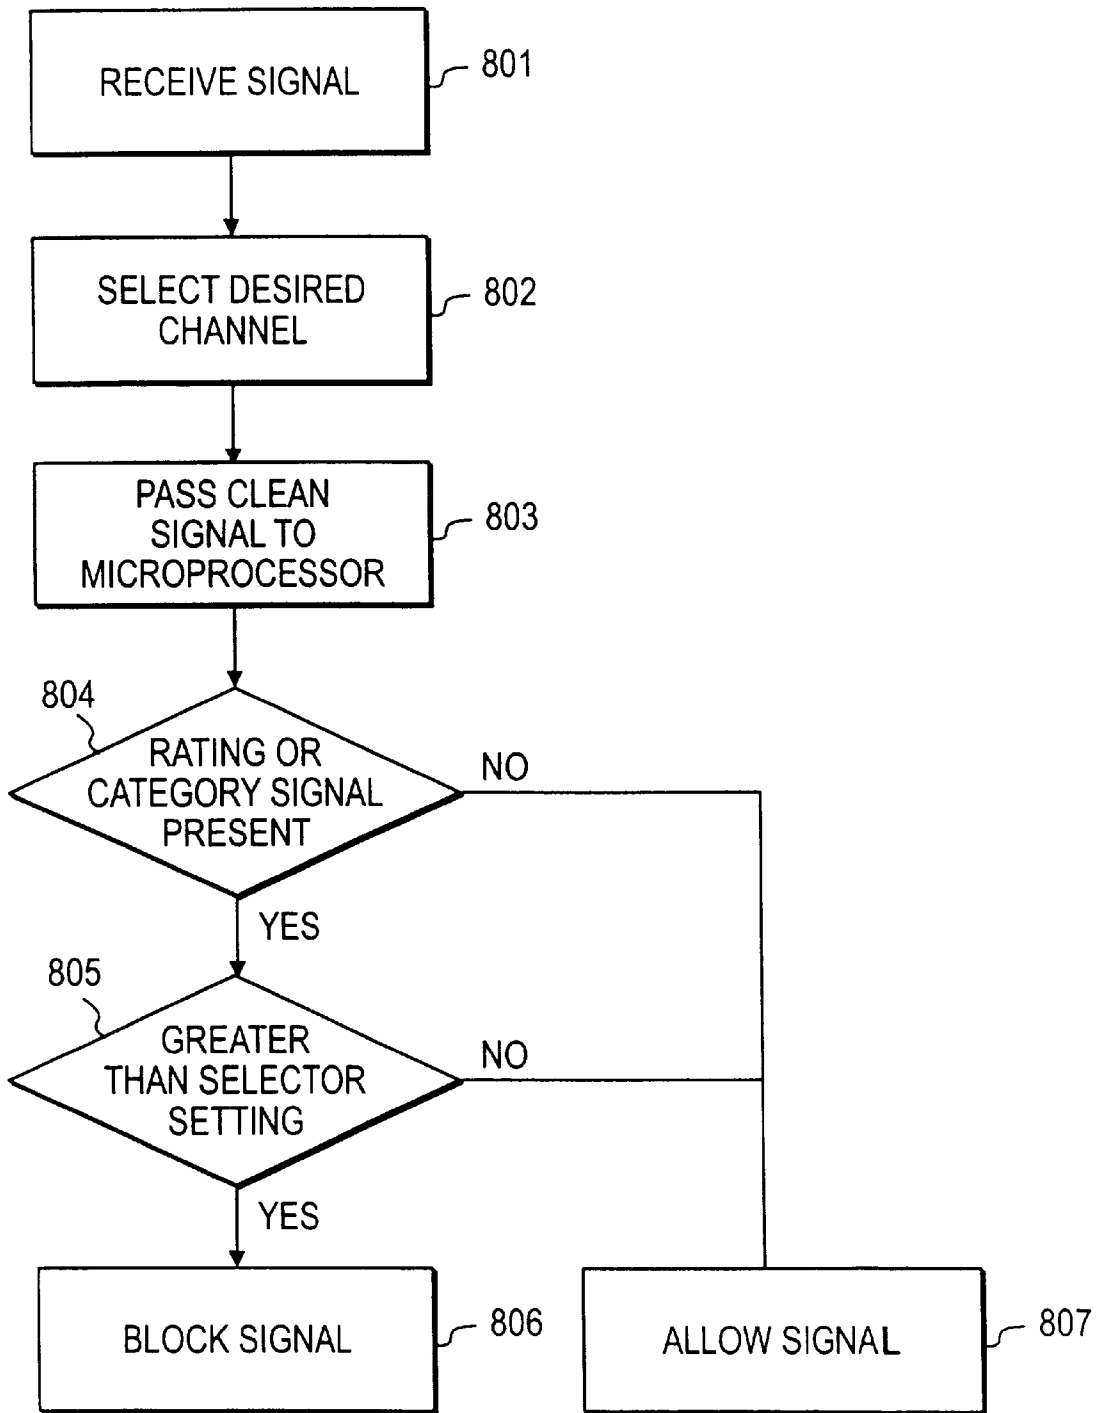 RECEIVE SIGNAL
801
SELECT DESIRED
CHANNEL
802
PASS CLEAN
SIGNAL TO
MICROPROCESSOR
803
804
RATING OR
CATEGORY SIGNAL
PRESENT
NO
YES
805
GREATER
THAN SELECTOR
SETTING
NO
YES
BLOCK SIGNAL
806
ALLOW SIGNAL
807